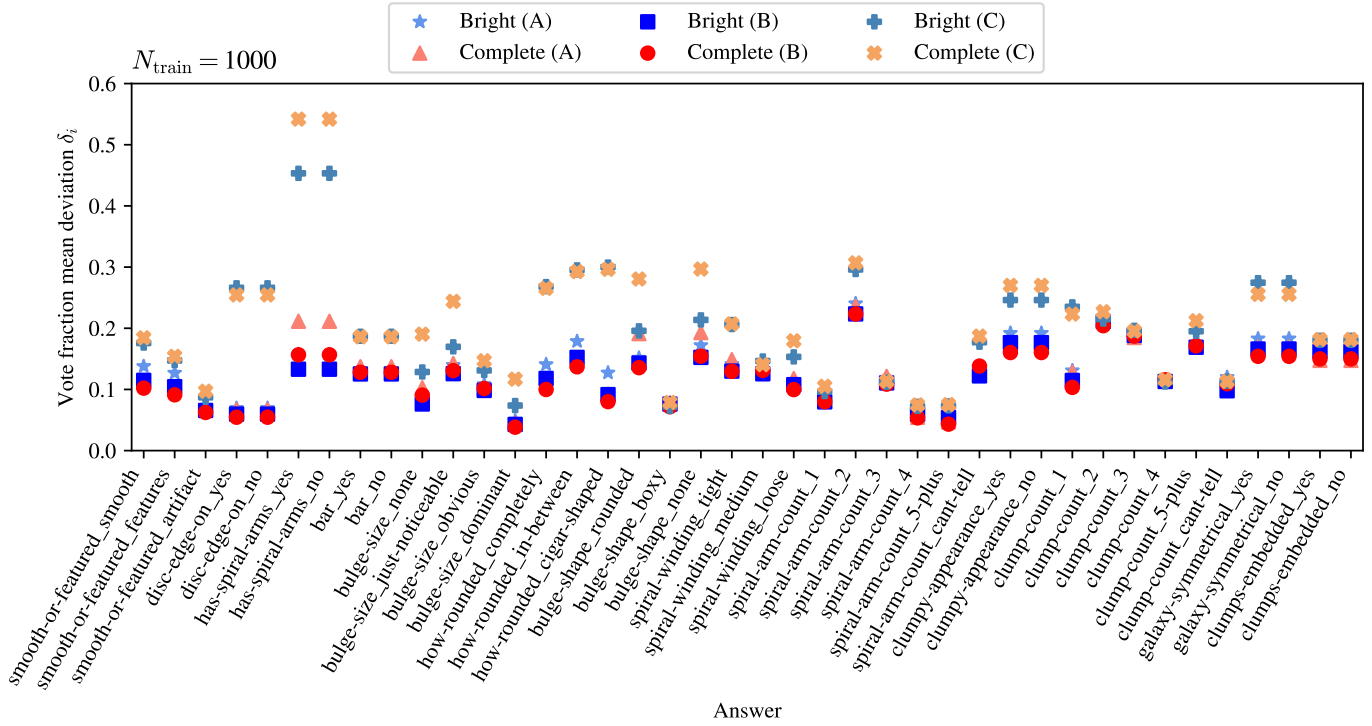 Bright (A)
Bright (B)
Bright (C)
Complete (A)
Complete (B)
Complete (C)
N_train = 1000
Vote fraction mean deviation δ_i
0.6
0.5
0.4
0.3
0.2
0.1
0.0
smooth-or-featured_smooth
smooth-or-featured_features
smooth-or-featured_artifact
disc-edge-on_yes
disc-edge-on_no
has-spiral-arms_yes
has-spiral-arms_no
bar_yes
bar_no
bulge-size_none
bulge-size_just-noticeable
bulge-size_obvious
bulge-size_dominant
how-rounded_completely
how-rounded_in-between
how-rounded_cigar-shaped
bulge-shape_rounded
bulge-shape_boxy
bulge-shape_none
spiral-winding_tight
spiral-winding_medium
spiral-winding_loose
spiral-arm-count_1
spiral-arm-count_2
spiral-arm-count_3
spiral-arm-count_4
spiral-arm-count_5-plus
spiral-arm-count_cant-tell
clumpy-appearance_yes
clumpy-appearance_no
clump-count_1
clump-count_2
clump-count_3
clump-count_4
clump-count_5-plus
clump-count_cant-tell
galaxy-symmetrical_yes
galaxy-symmetrical_no
clumps-embedded_yes
clumps-embedded_no
Answer